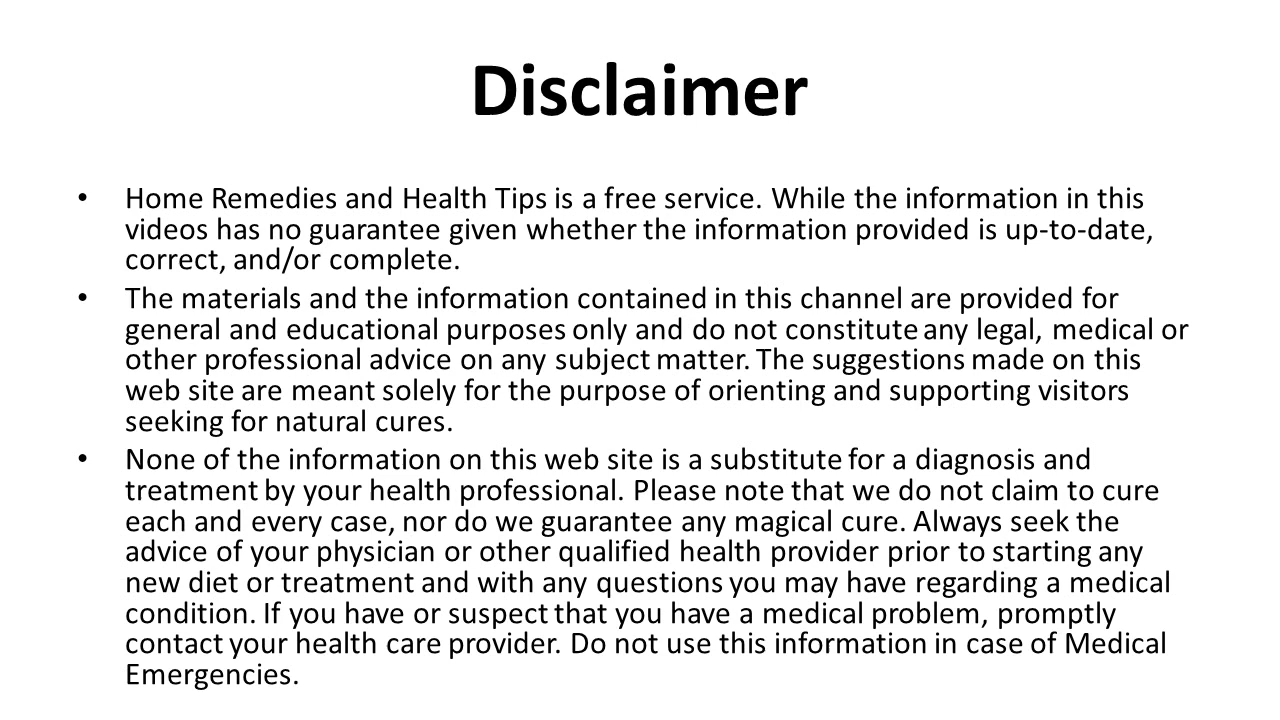 Disclaimer
• Home Remedies and Health Tips is a free service. While the information in this
videos has no guarantee given whether the information provided is up-to-date,
correct, and/or complete.
• The materials and the information contained in this channel are provided for
general and educational purposes only and do not constitute any legal, medical or
other professional advice on any subject matter. The suggestions made on this
web site are meant solely for the purpose of orienting and supporting visitors
seeking for natural cures.
• None of the information on this web site is a substitute for a diagnosis and
treatment by your health professional. Please note that we do not claim to cure
each and every case, nor do we guarantee any magical cure. Always seek the
advice of your physician or other qualified health provider prior to starting any
new diet or treatment and with any questions you may have regarding a medical
condition. If you have or suspect that you have a medical problem, promptly
contact your health care provider. Do not use this information in case of Medical
Emergencies.